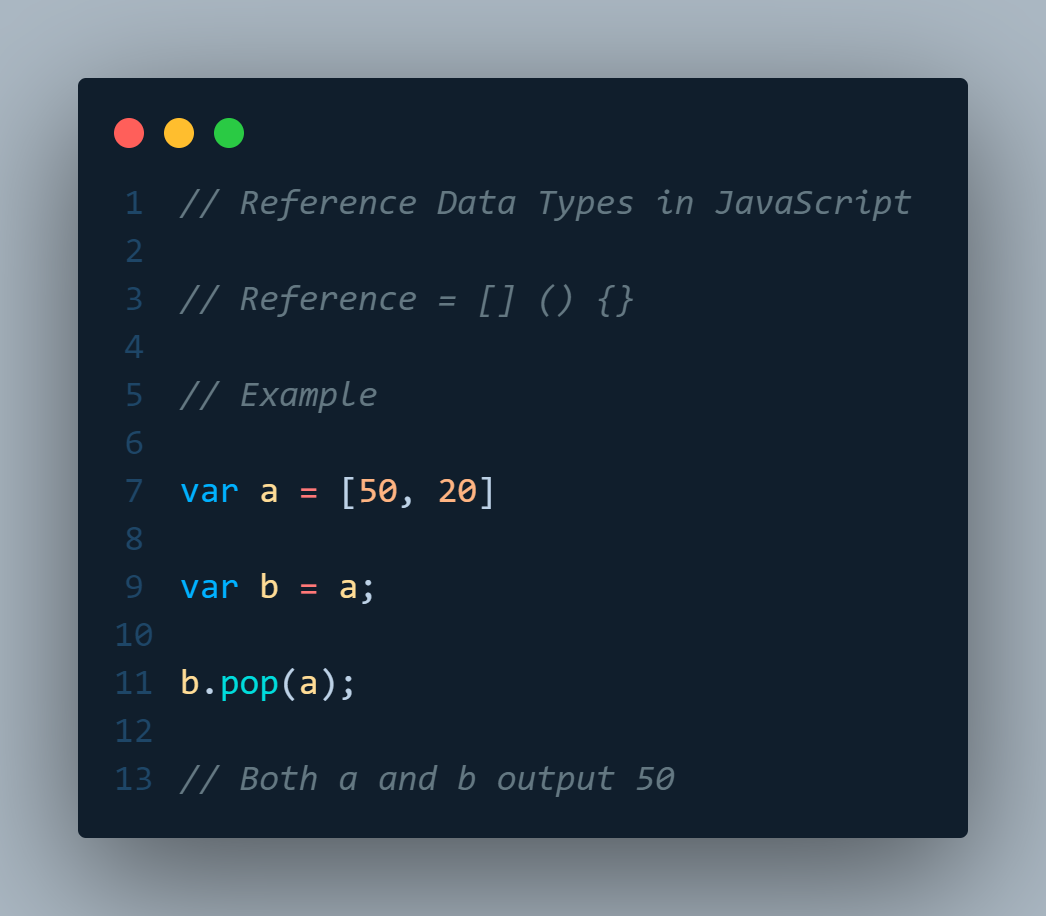 1 // Reference Data Types in JavaScript
2
3 // Reference = [] () {}
4
5 // Example
6
7 var a = [50, 20]
8
9 var b = a;
10
11 b.pop(a);
12
13 // Both a and b output 50